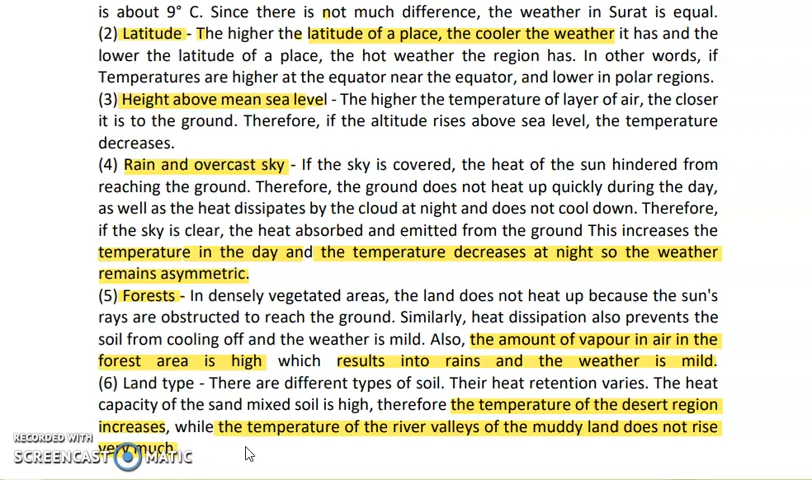 is about 9° C. Since there is not much difference, the weather in Surat is equal.
(2) Latitude - The higher the latitude of a place, the cooler the weather it has and the
lower the latitude of a place, the hot weather the region has. In other words, if
Temperatures are higher at the equator near the equator, and lower in polar regions.
(3) Height above mean sea level - The higher the temperature of layer of air, the closer
it is to the ground. Therefore, if the altitude rises above sea level, the temperature
decreases.
(4) Rain and overcast sky - If the sky is covered, the heat of the sun hindered from
reaching the ground. Therefore, the ground does not heat up quickly during the day,
as well as the heat dissipates by the cloud at night and does not cool down. Therefore,
if the sky is clear, the heat absorbed and emitted from the ground This increases the
temperature in the day and the temperature decreases at night so the weather
remains asymmetric.
(5) Forests - In densely vegetated areas, the land does not heat up because the sun's
rays are obstructed to reach the ground. Similarly, heat dissipation also prevents the
soil from cooling off and the weather is mild. Also, the amount of vapour in air in the
forest area is high which results into rains and the weather is mild.
(6) Land type - There are different types of soil. Their heat retention varies. The heat
capacity of the sand mixed soil is high, therefore the temperature of the desert region
increases, while the temperature of the river valleys of the muddy land does not rise
very much.
RECORDED WITH
SCREENCAST MATIC